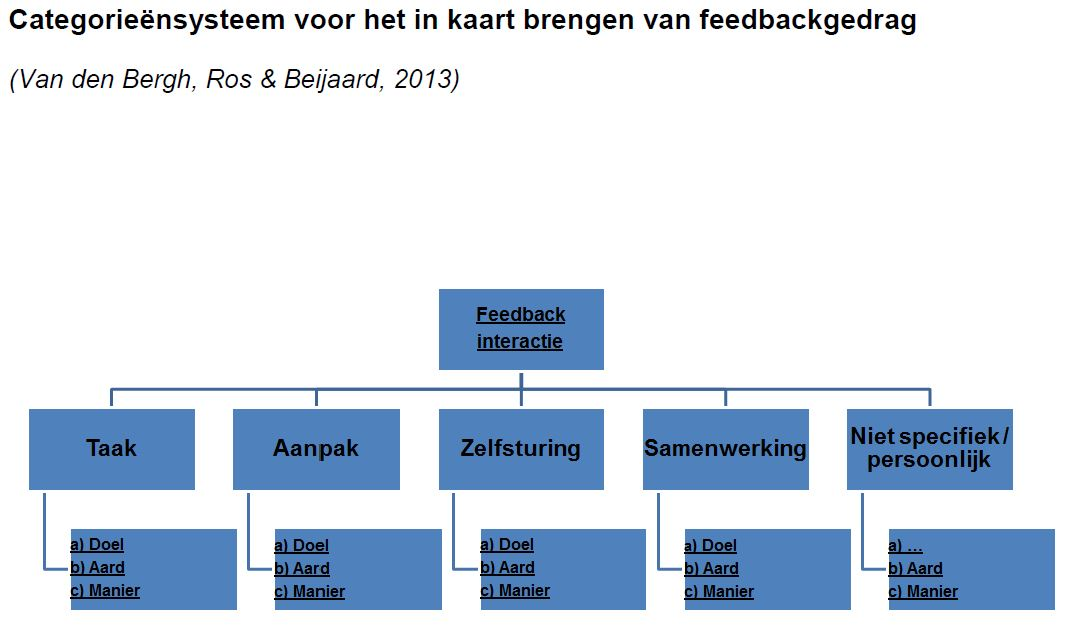 Categorieënsysteem voor het in kaart brengen van feedbackgedrag
(Van den Bergh, Ros & Beijaard, 2013)
Feedback
interactie
Taak
Aanpak
Zelfsturing
Samenwerking
Niet specifiek /
persoonlijk
a) Doel
b) Aard
c) Manier
a) Doel
b) Aard
c) Manier
a) Doel
b) Aard
c) Manier
a) Doel
b) Aard
c) Manier
a) ...
b) Aard
c) Manier